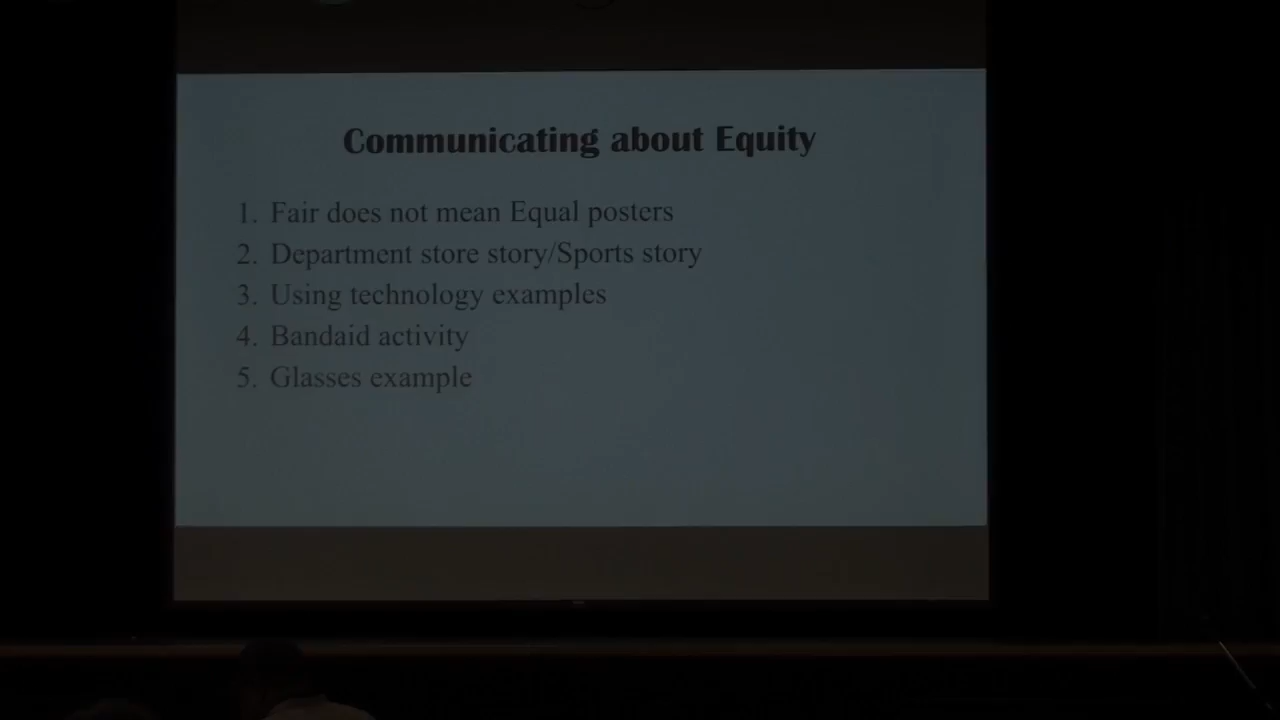 Communicating about Equity
1. Fair does not mean Equal posters
2. Department store story/Sports story
3. Using technology examples
4. Bandaid activity
5. Glasses example